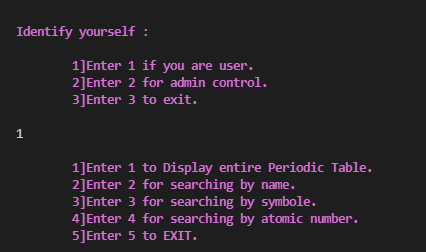 Identify yourself :
1]Enter 1 if you are user.
2]Enter 2 for admin control.
3]Enter 3 to exit.
1
1]Enter 1 to Display entire Periodic Table.
2]Enter 2 for searching by name.
3]Enter 3 for searching by symbole.
4]Enter 4 for searching by atomic number.
5]Enter 5 to EXIT.